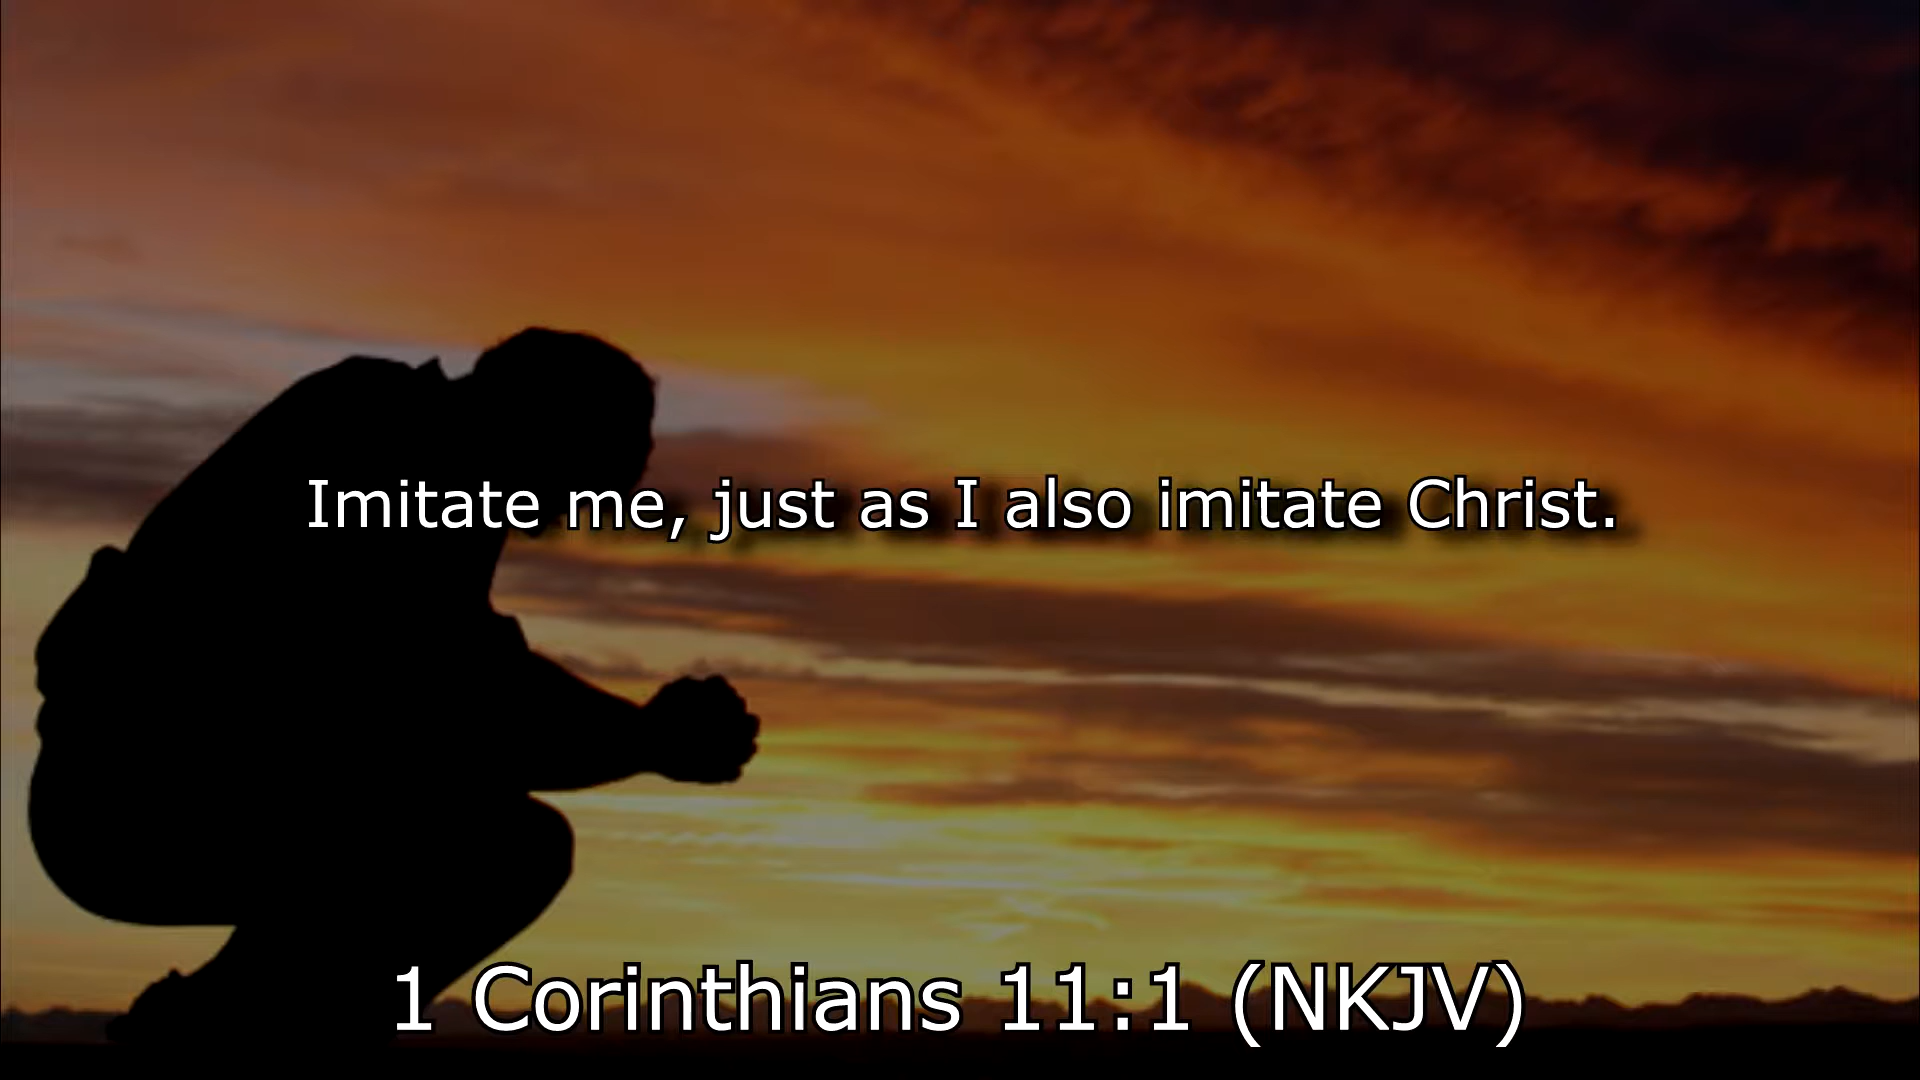 Imitate me, just as I also imitate Christ.
1 Corinthians 11:1 (NKJV)